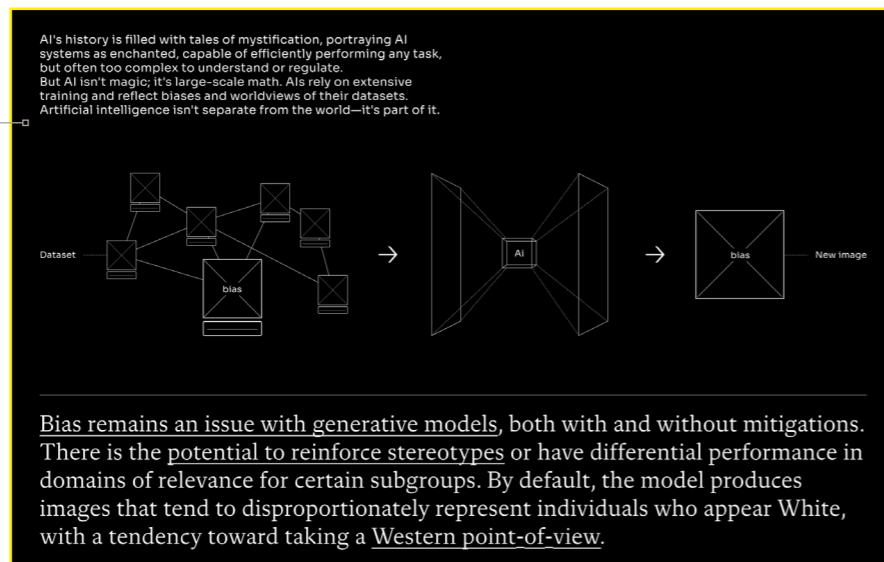 AI's history is filled with tales of mystification, portraying AI
systems as enchanted, capable of efficiently performing any task,
but often too complex to understand or regulate.
But AI isn't magic; it's large-scale math. AIs rely on extensive
training and reflect biases and worldviews of their datasets.
Artificial intelligence isn't separate from the world—it's part of it.
Dataset
bias
Ai
bias
New image
Bias remains an issue with generative models, both with and without mitigations.
There is the potential to reinforce stereotypes or have differential performance in
domains of relevance for certain subgroups. By default, the model produces
images that tend to disproportionately represent individuals who appear White,
with a tendency toward taking a Western point-of-view.